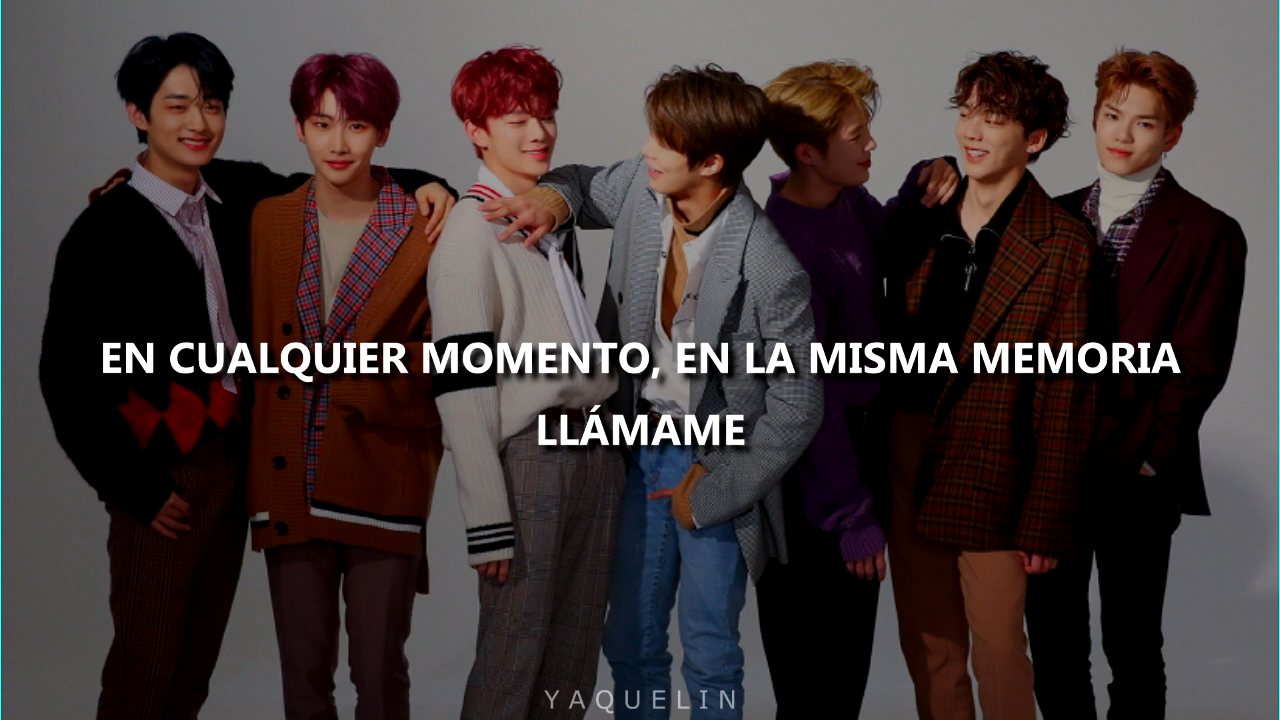 EN CUALQUIER MOMENTO, EN LA MISMA MEMORIA
LLÁMAME
YAQUELIN